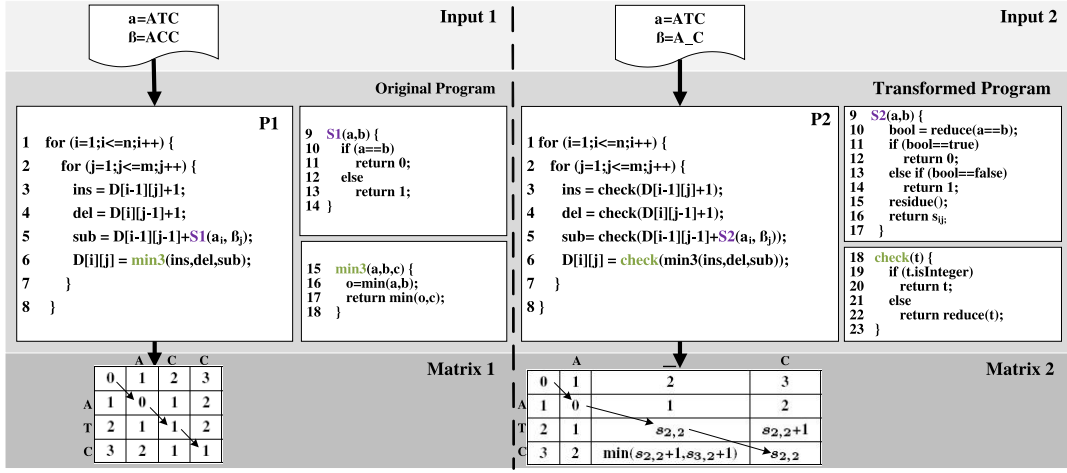 a=ATC
ß=ACC
Input 1
Original Program
P1
1 for (i=1;i<=n;i++) {
2 for (j=1;j<=m;j++) {
3 ins = D[i-1][j]+1;
4 del = D[i][j-1]+1;
5 sub = D[i-1][j-1]+S1(ai, ßj);
6 D[i][j] = min3(ins,del,sub);
7 }
8 }
9 S1(a,b) {
10 if (a==b)
11 return 0;
12 else
13 return 1;
14 }
15 min3(a,b,c) {
16 o=min(a,b);
17 return min(o,c);
18 }
Matrix 1
A C C
0 1 2 3
A 1 0 1 2
T 2 1 1 2
C 3 2 1 1
a=ATC
ß=A_C
Input 2
Transformed Program
P2
1 for (i=1;i<=n;i++) {
2 for (j=1;j<=m;j++) {
3 ins = check(D[i-1][j]+1);
4 del = check(D[i][j-1]+1);
5 sub= check(D[i-1][j-1]+S2(ai, ßj));
6 D[i][j] = check(min3(ins,del,sub));
7 }
8 }
9 S2(a,b) {
10 bool = reduce(a==b);
11 if (bool==true)
12 return 0;
13 else if (bool==false)
14 return 1;
15 residue();
16 return sij;
17 }
18 check(t) {
19 if (t.isInteger)
20 return t;
21 else
22 return reduce(t);
23 }
Matrix 2
A _ C
0 1 2 3
A 1 0 1 2
T 2 1 s2,2 s2,2+1
C 3 2 min(s2,2+1,s3,2+1) s2,2